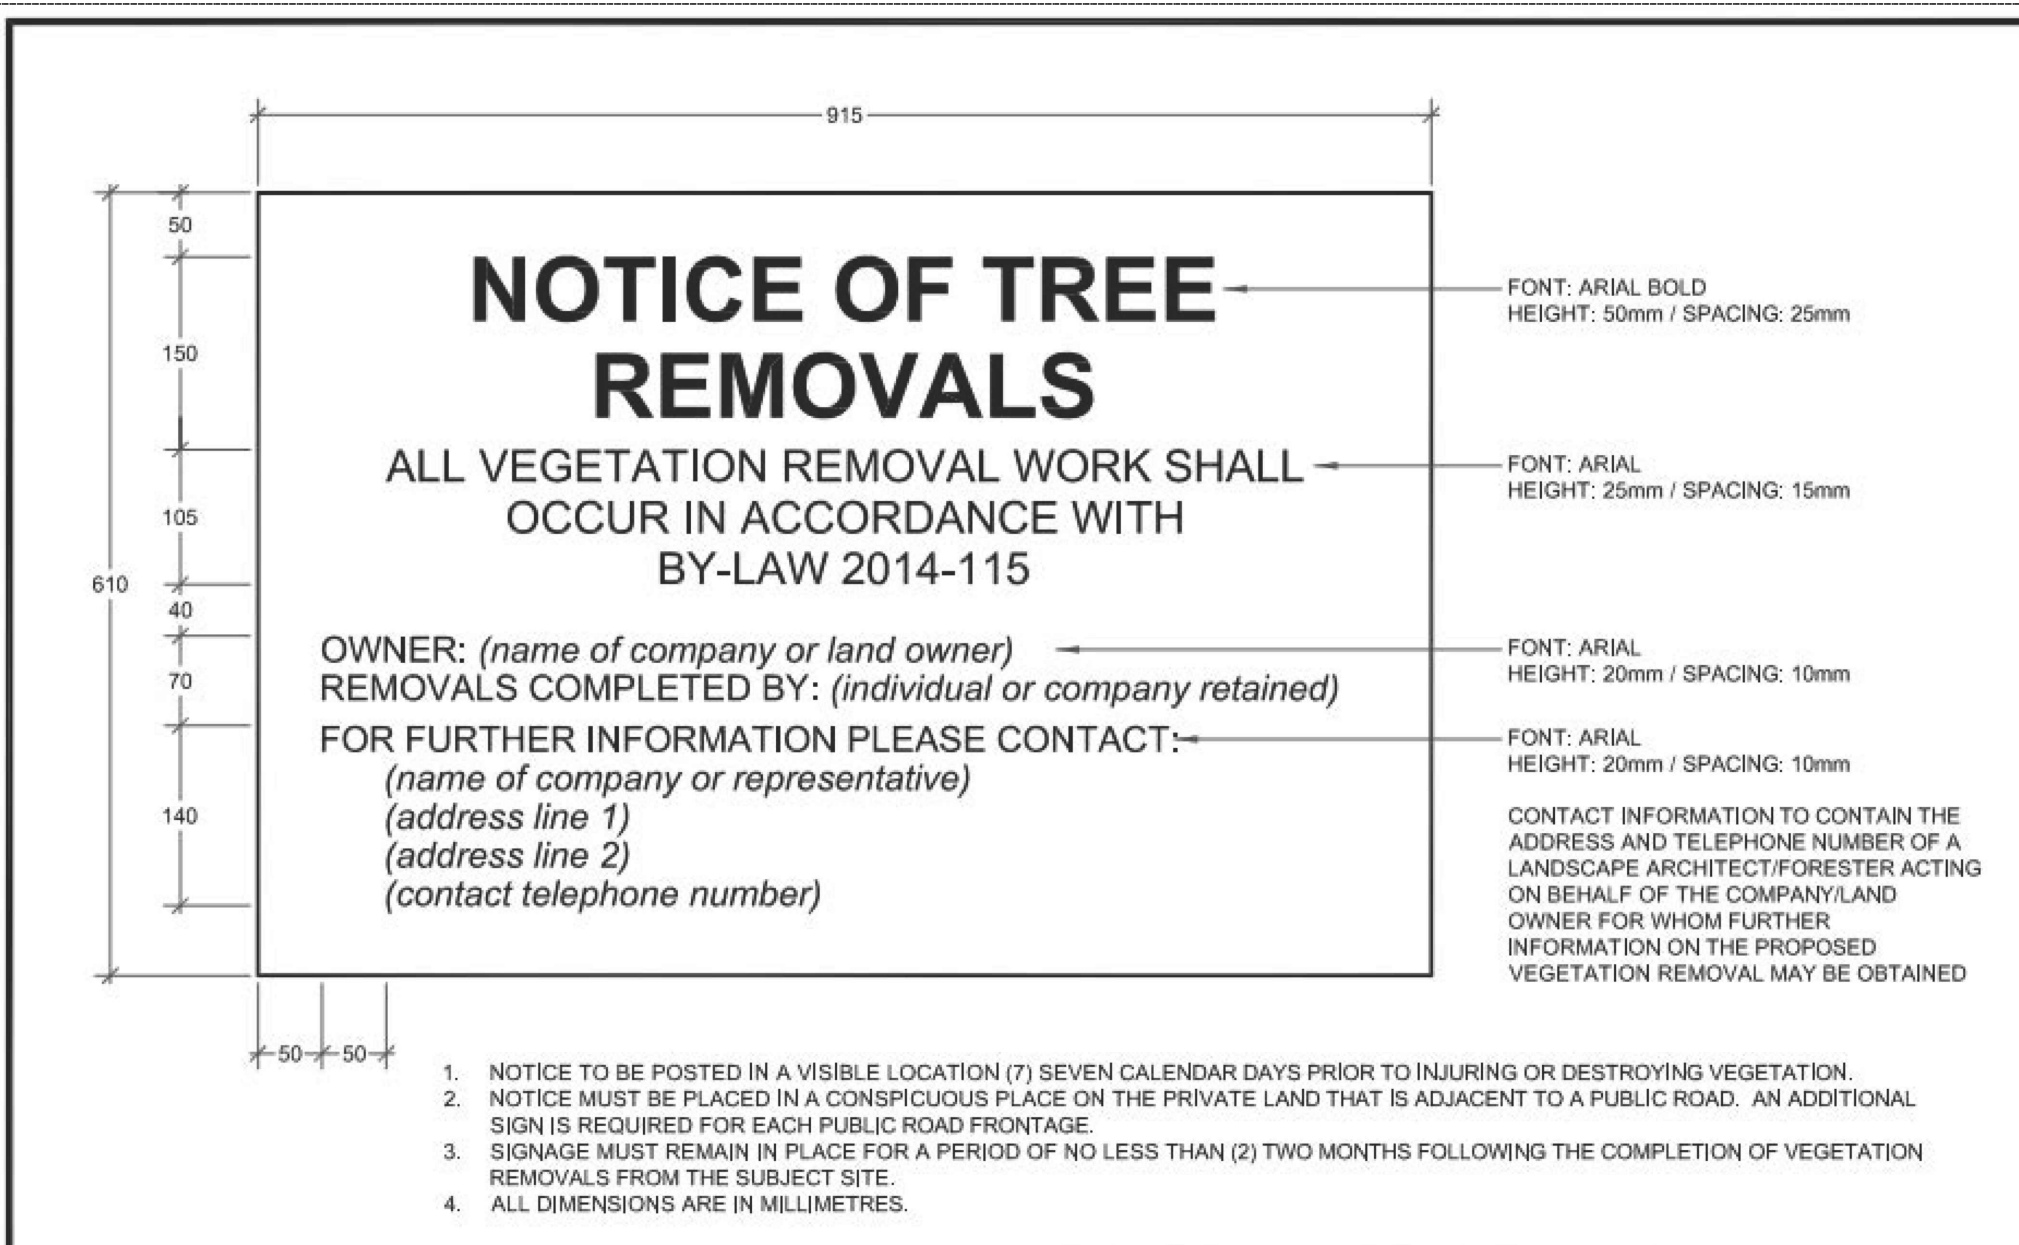 915
50
NOTICE OF TREE
FONT: ARIAL BOLD
HEIGHT: 50mm / SPACING: 25mm
150
REMOVALS
ALL VEGETATION REMOVAL WORK SHALL
FONT: ARIAL
HEIGHT: 25mm / SPACING: 15mm
105
OCCUR IN ACCORDANCE WITH
BY-LAW 2014-115
610
40
OWNER: (name of company or land owner)
FONT: ARIAL
HEIGHT: 20mm / SPACING: 10mm
70
REMOVALS COMPLETED BY: (individual or company retained)
FOR FURTHER INFORMATION PLEASE CONTACT:
FONT: ARIAL
HEIGHT: 20mm / SPACING: 10mm
(name of company or representative)
140
(address line 1)
(address line 2)
(contact telephone number)
CONTACT INFORMATION TO CONTAIN THE
ADDRESS AND TELEPHONE NUMBER OF A
LANDSCAPE ARCHITECT/FORESTER ACTING
ON BEHALF OF THE COMPANY/LAND
OWNER FOR WHOM FURTHER
INFORMATION ON THE PROPOSED
VEGETATION REMOVAL MAY BE OBTAINED
50 50
1. NOTICE TO BE POSTED IN A VISIBLE LOCATION (7) SEVEN CALENDAR DAYS PRIOR TO INJURING OR DESTROYING VEGETATION.
2. NOTICE MUST BE PLACED IN A CONSPICUOUS PLACE ON THE PRIVATE LAND THAT IS ADJACENT TO A PUBLIC ROAD. AN ADDITIONAL
SIGN IS REQUIRED FOR EACH PUBLIC ROAD FRONTAGE.
3. SIGNAGE MUST REMAIN IN PLACE FOR A PERIOD OF NO LESS THAN (2) TWO MONTHS FOLLOWING THE COMPLETION OF VEGETATION
REMOVALS FROM THE SUBJECT SITE.
4. ALL DIMENSIONS ARE IN MILLIMETRES.